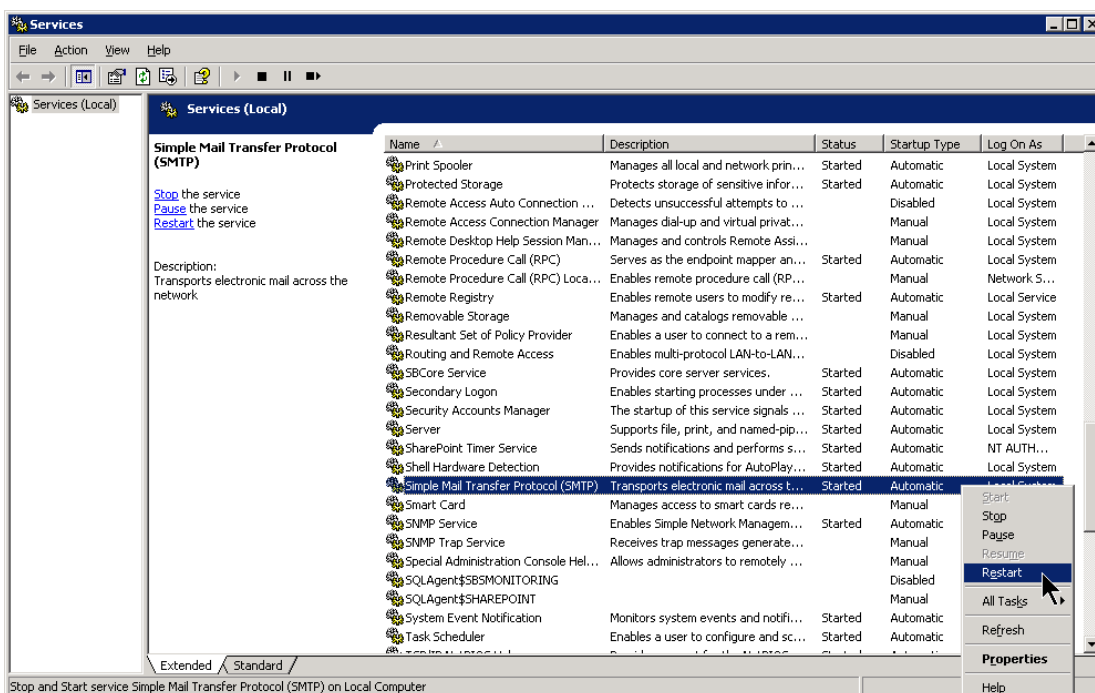 Services
File Action View Help
Services (Local)
Services (Local)
Simple Mail Transfer Protocol
(SMTP)
Stop the service
Pause the service
Restart the service
Description:
Transports electronic mail across the
network
Name Description Status Startup Type Log On As
Print Spooler Manages all local and network prin... Started Automatic Local System
Protected Storage Protects storage of sensitive infor... Started Automatic Local System
Remote Access Auto Connection ... Detects unsuccessful attempts to ... Disabled Local System
Remote Access Connection Manager Manages dial-up and virtual privat... Manual Local System
Remote Desktop Help Session Man... Manages and controls Remote Assi... Manual Local System
Remote Procedure Call (RPC) Serves as the endpoint mapper an... Started Automatic Local System
Remote Procedure Call (RPC) Loca... Enables remote procedure call (RP... Manual Network S...
Remote Registry Enables remote users to modify re... Started Automatic Local Service
Removable Storage Manages and catalogs removable ... Manual Local System
Resultant Set of Policy Provider Enables a user to connect to a rem... Manual Local System
Routing and Remote Access Enables multi-protocol LAN-to-LAN... Disabled Local System
SBCore Service Provides core server services. Started Automatic Local System
Secondary Logon Enables starting processes under ... Started Automatic Local System
Security Accounts Manager The startup of this service signals ... Started Automatic Local System
Server Supports file, print, and named-pip... Started Automatic Local System
SharePoint Timer Service Sends notifications and performs s... Started Automatic NT AUTH...
Shell Hardware Detection Provides notifications for AutoPlay... Started Automatic Local System
Simple Mail Transfer Protocol (SMTP) Transports electronic mail across t... Started Automatic Local System
Smart Card Manages access to smart cards re... Manual
SNMP Service Enables Simple Network Managem... Started Automatic
SNMP Trap Service Receives trap messages generate... Manual
Special Administration Console Hel... Allows administrators to remotely ... Manual
SQLAgent$SBSMONITORING Disabled
SQLAgent$SHAREPOINT Manual
System Event Notification Monitors system events and notifi... Started Automatic
Task Scheduler Enables a user to configure and sc... Started Automatic
Start
Stop
Pause
Resume
Restart
All Tasks
Refresh
Properties
Help
Extended Standard
Stop and Start service Simple Mail Transfer Protocol (SMTP) on Local Computer